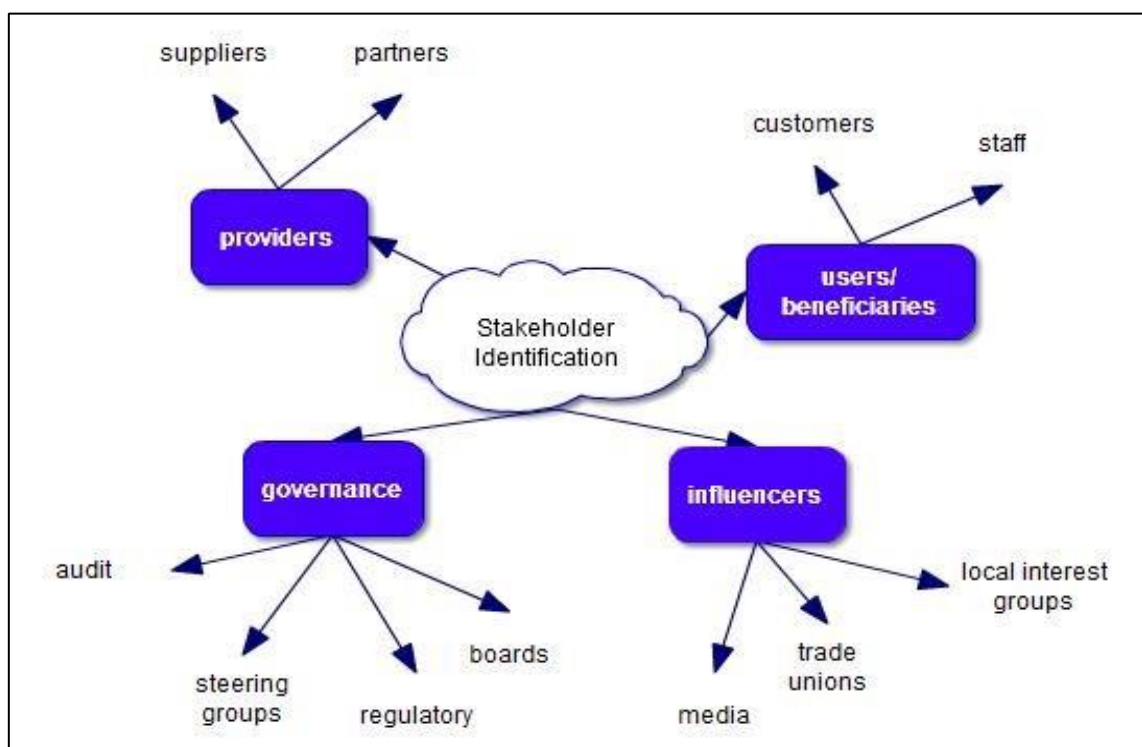 suppliers
partners
customers
staff
providers
users/
beneficiaries
Stakeholder
Identification
governance
influencers
audit
local interest
groups
boards
trade
unions
steering
groups
regulatory
media